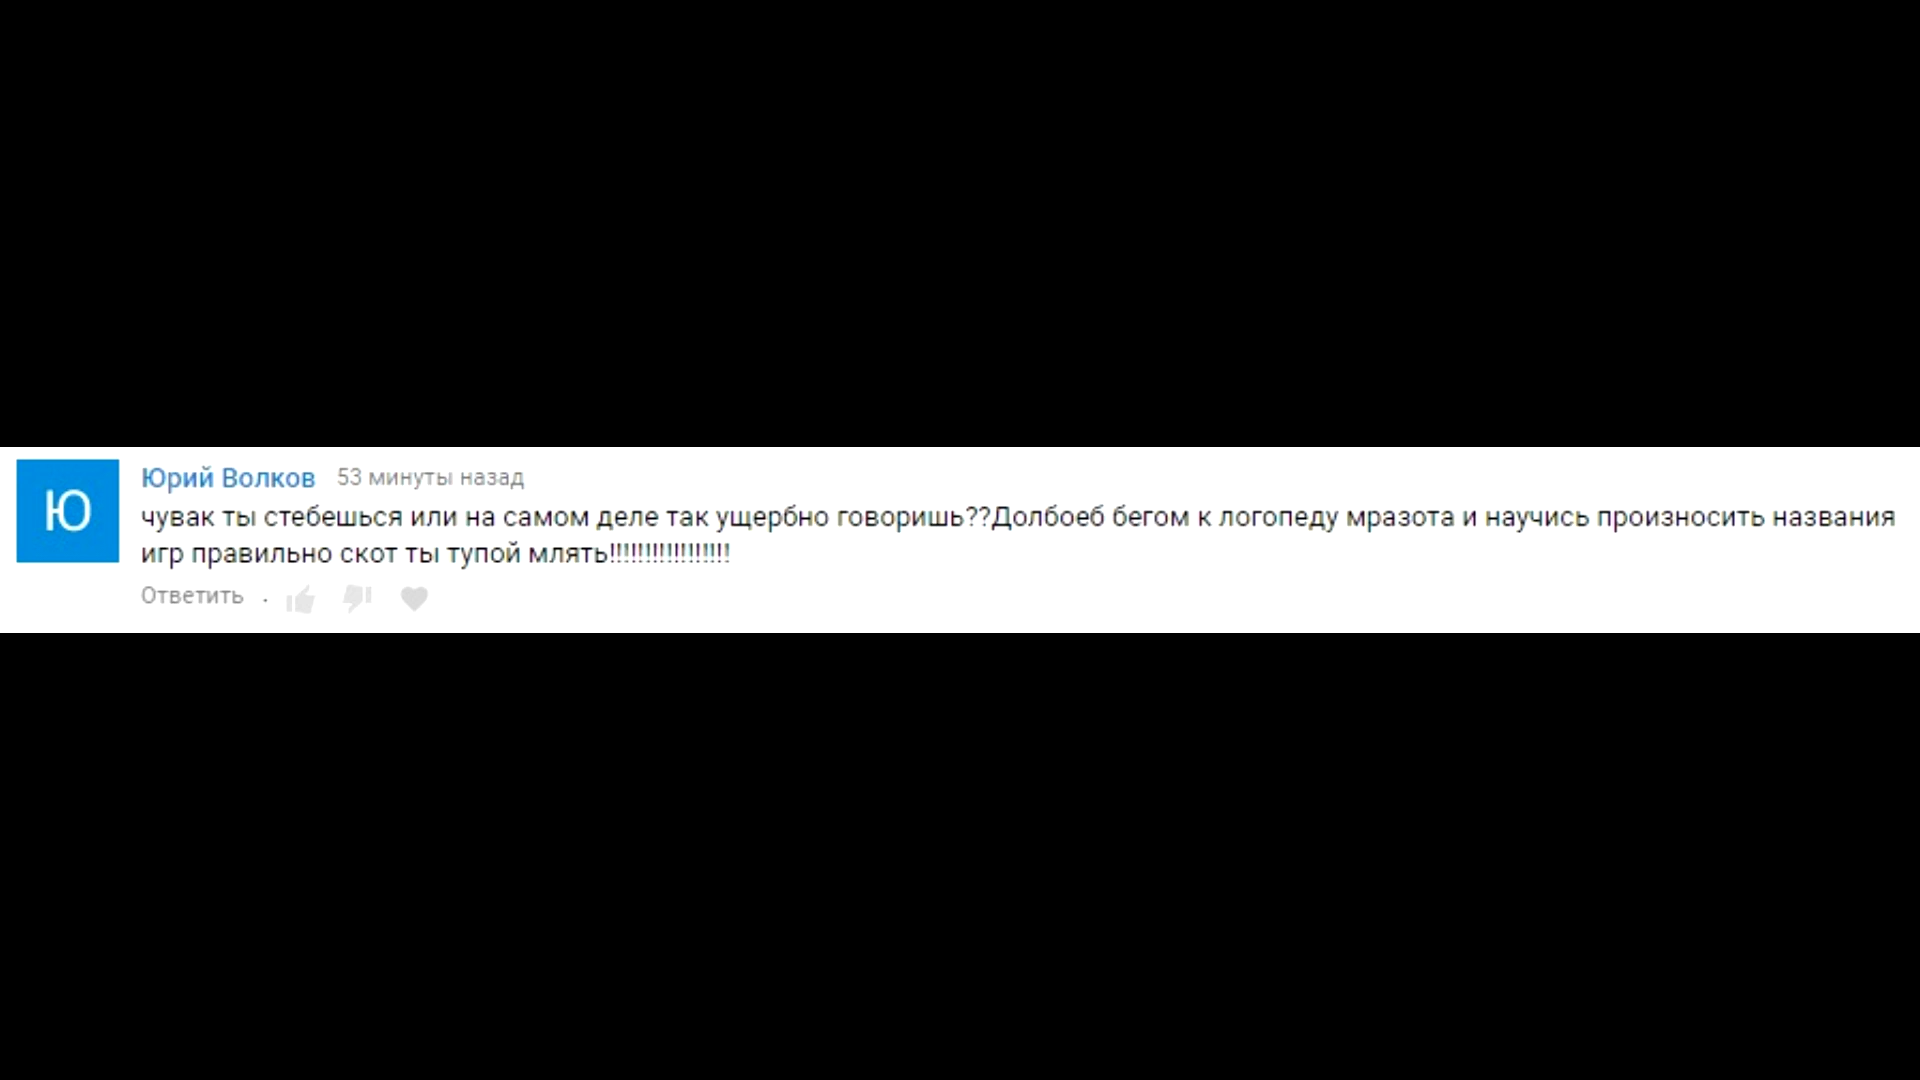 Ю
Юрий Волков 53 минуты назад
чувак ты стебешься или на самом деле так ущербно говоришь??Долбоеб бегом к логопеду мразота и научись произносить названия
игр правильно скот ты тупой млять!!!!!!!!!!!!!!!!!
Ответить .